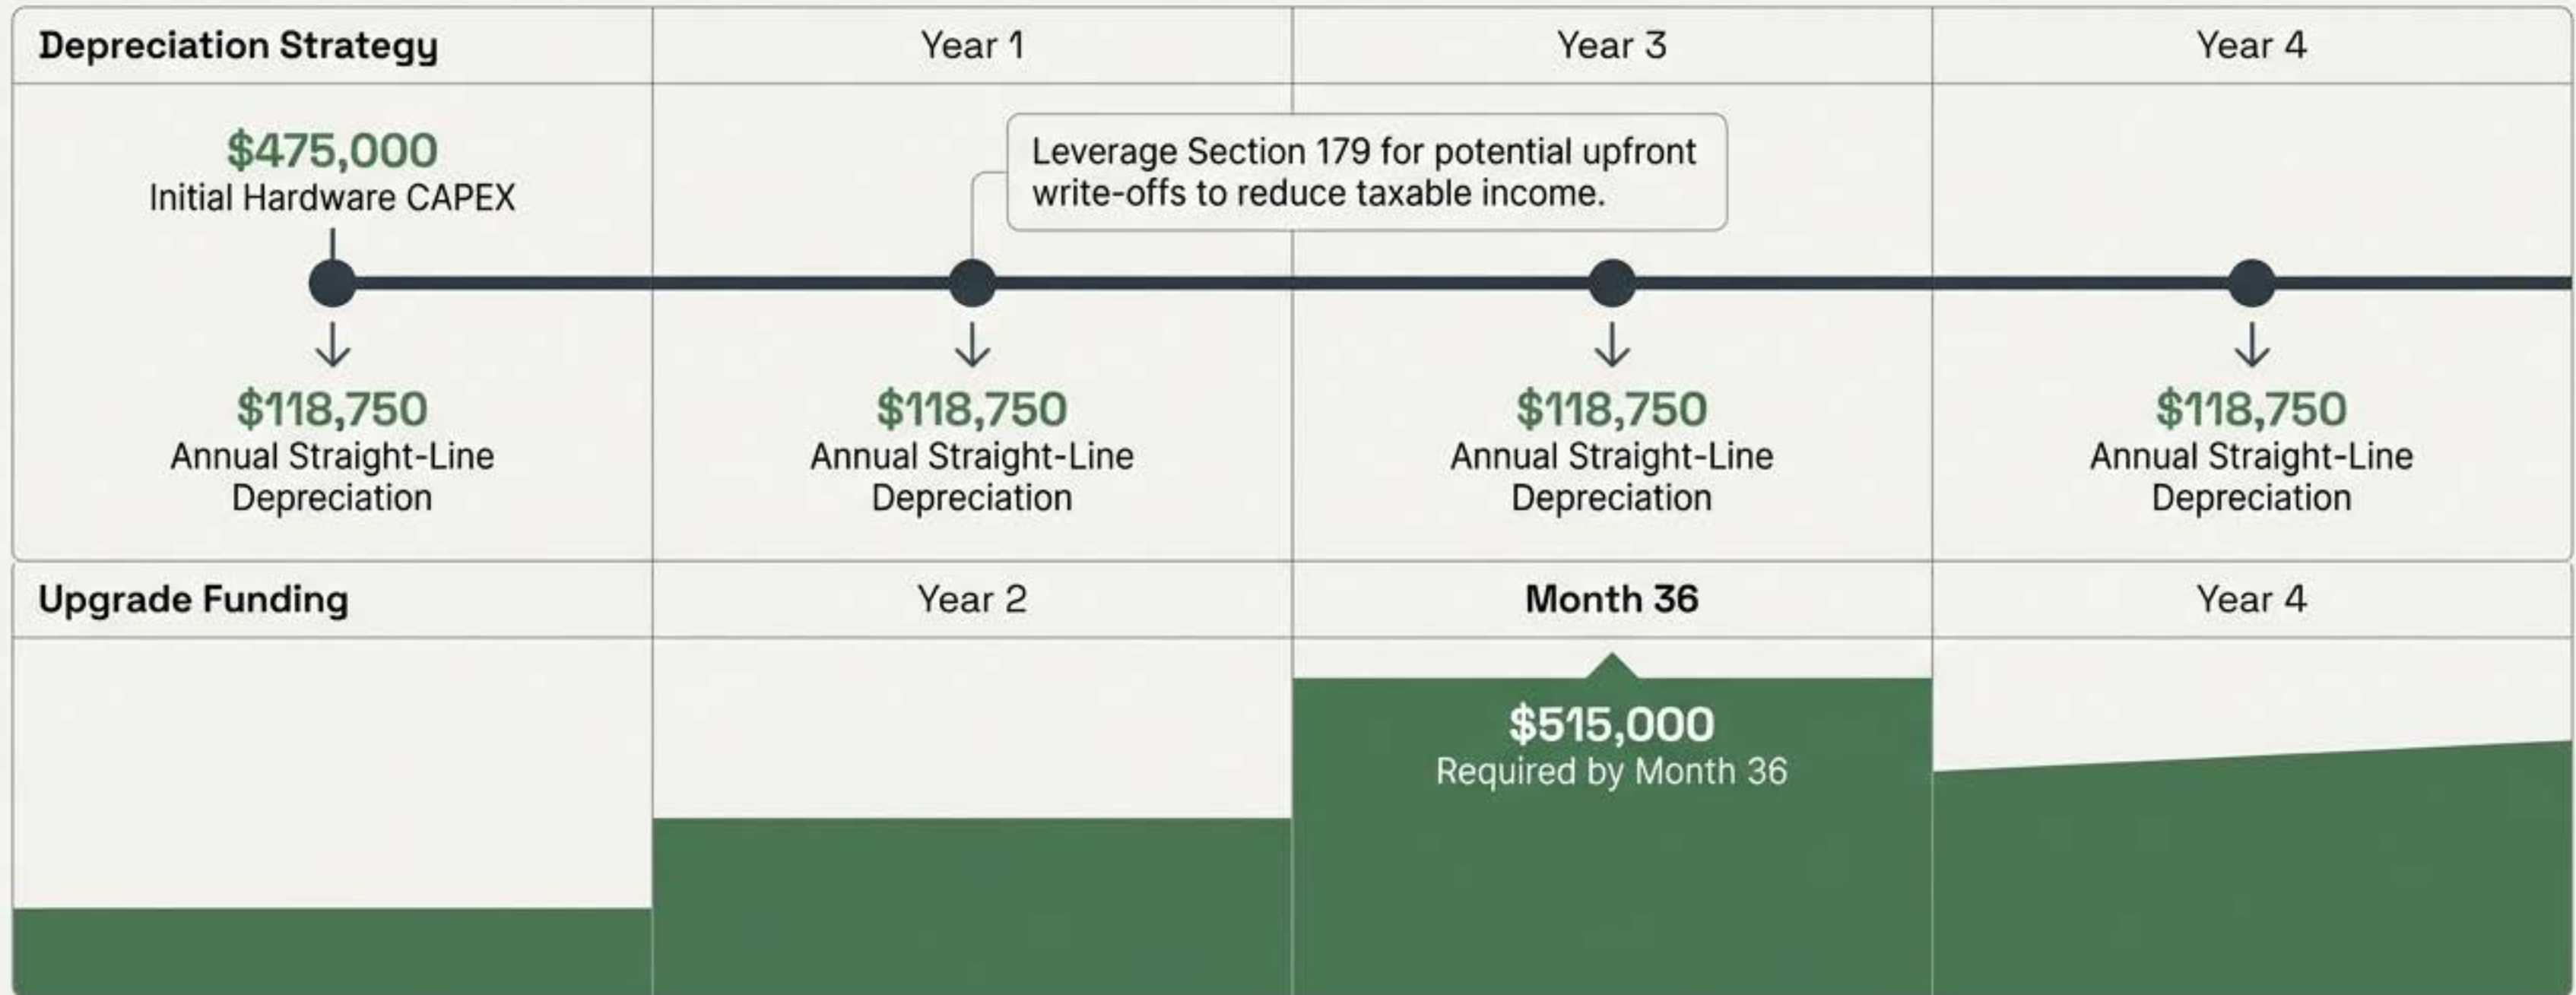 Depreciation Strategy
Year 1
Year 3
Year 4
$475,000
Initial Hardware CAPEX
Leverage Section 179 for potential upfront
write-offs to reduce taxable income.
$118,750
Annual Straight-Line
Depreciation
$118,750
Annual Straight-Line
Depreciation
$118,750
Annual Straight-Line
Depreciation
$118,750
Annual Straight-Line
Depreciation
Upgrade Funding
Year 2
Month 36
Year 4
$515,000
Required by Month 36